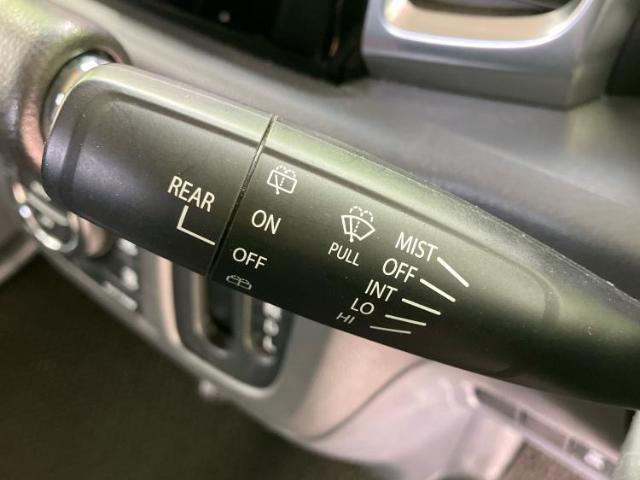 REAR
ON
OFF
PULL
MIST
OFF
INT
LO
HI